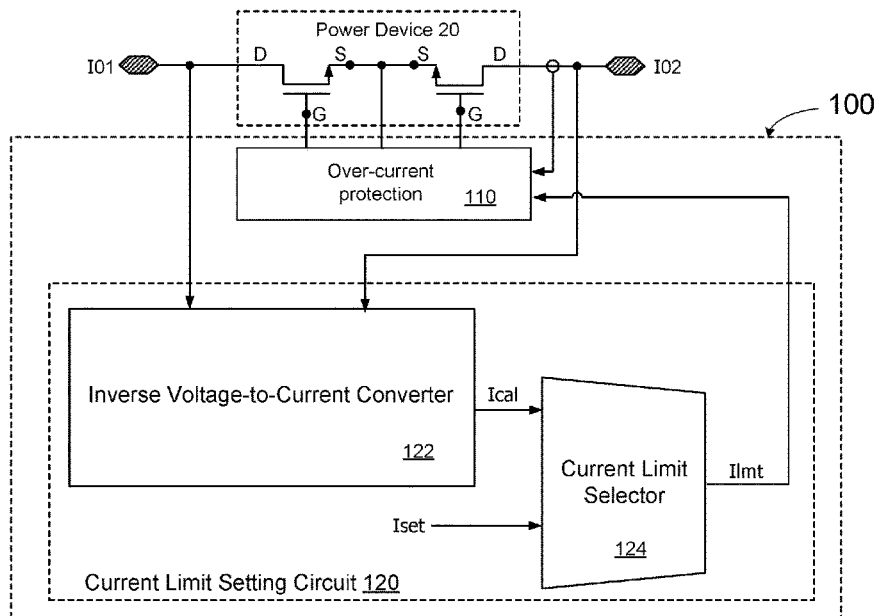 Power Device 20
I01
D
S
S
D
I02
G
G
100
Over-current
protection
110
Inverse Voltage-to-Current Converter
122
Ical
Current Limit
Selector
124
Ilmt
Iset
Current Limit Setting Circuit 120